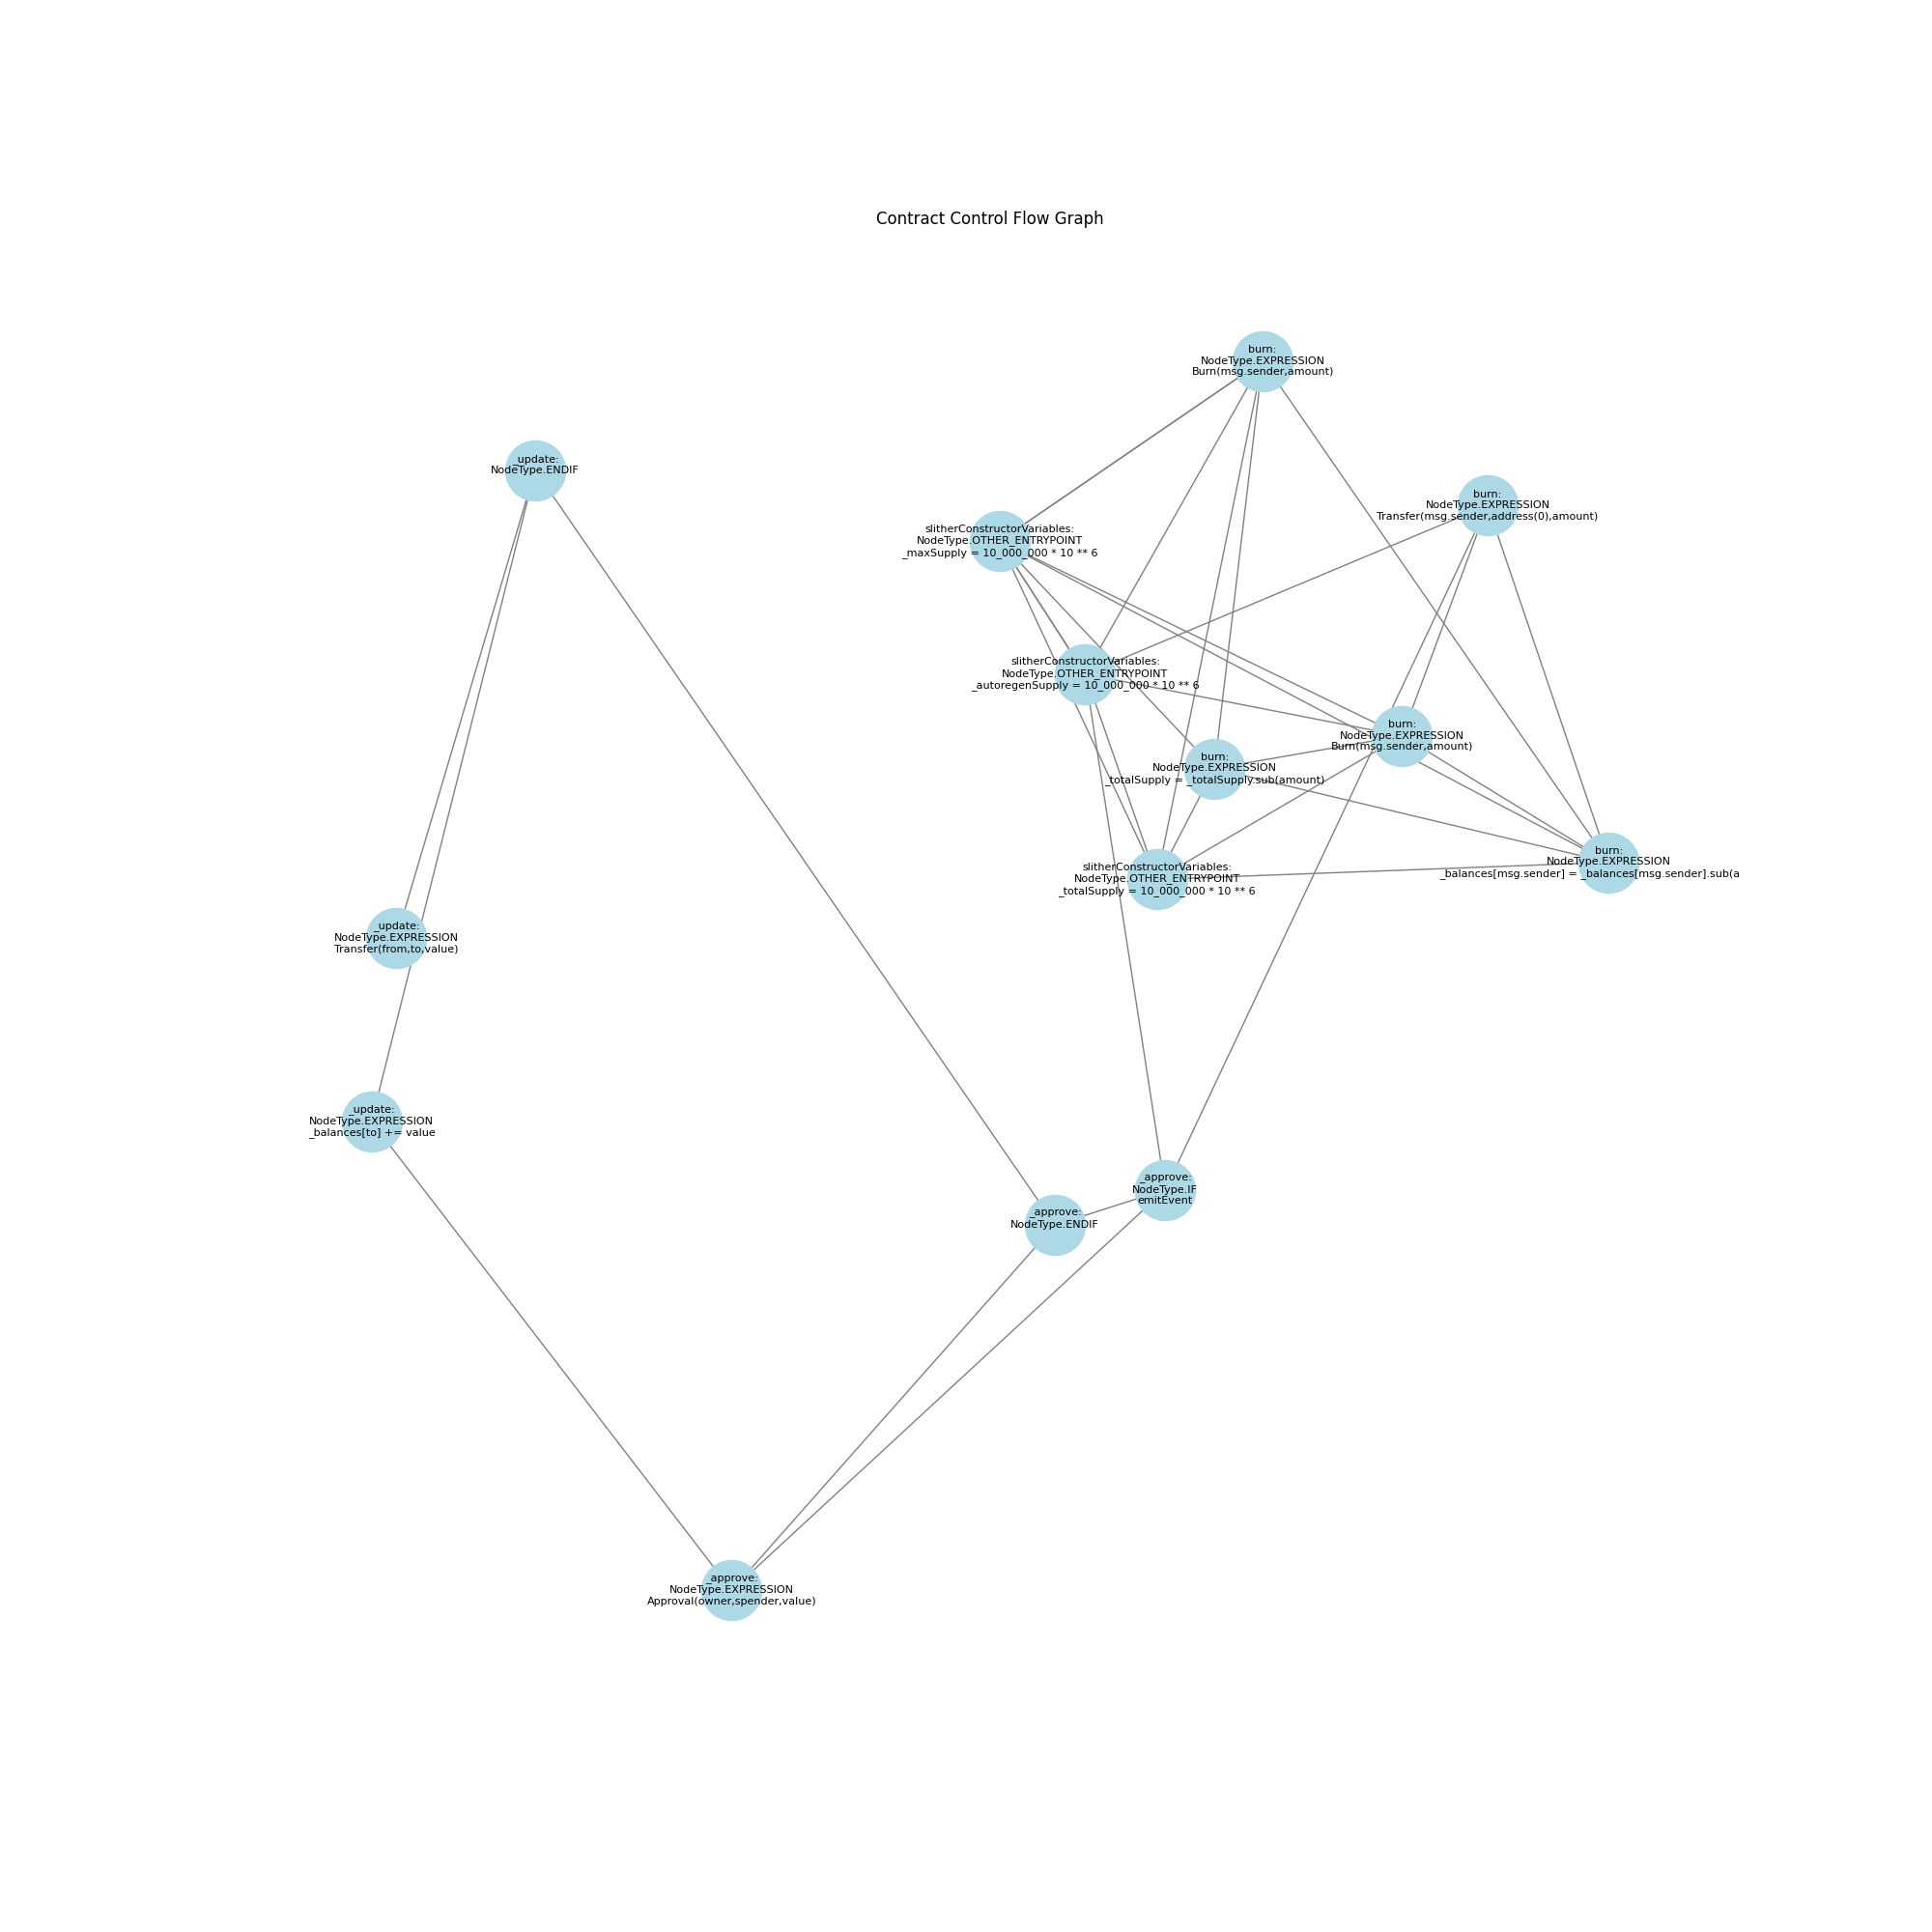 Contract Control Flow Graph
burn:
NodeType.EXPRESSION
Burn(msg.sender,amount)
_update:
NodeType.ENDIF
burn:
NodeType.EXPRESSION
Transfer(msg.sender,address(0),amount)
slitherConstructorVariables:
NodeType.OTHER_ENTRYPOINT
_maxSupply = 10_000_000 * 10 ** 6
slitherConstructorVariables:
NodeType.OTHER_ENTRYPOINT
_autoregenSupply = 10_000_000 * 10 ** 6
burn:
NodeType.EXPRESSION
Burn(msg.sender,amount)
burn:
NodeType.EXPRESSION
_totalSupply = _totalSupply.sub(amount)
burn:
NodeType.EXPRESSION
_balances[msg.sender] = _balances[msg.sender].sub(a
slitherConstructorVariables:
NodeType.OTHER_ENTRYPOINT
_totalSupply = 10_000_000 * 10 ** 6
_update:
NodeType.EXPRESSION
Transfer(from,to,value)
_update:
NodeType.EXPRESSION
_balances[to] += value
_approve:
NodeType.IF
emitEvent
_approve:
NodeType.ENDIF
_approve:
NodeType.EXPRESSION
Approval(owner,spender,value)